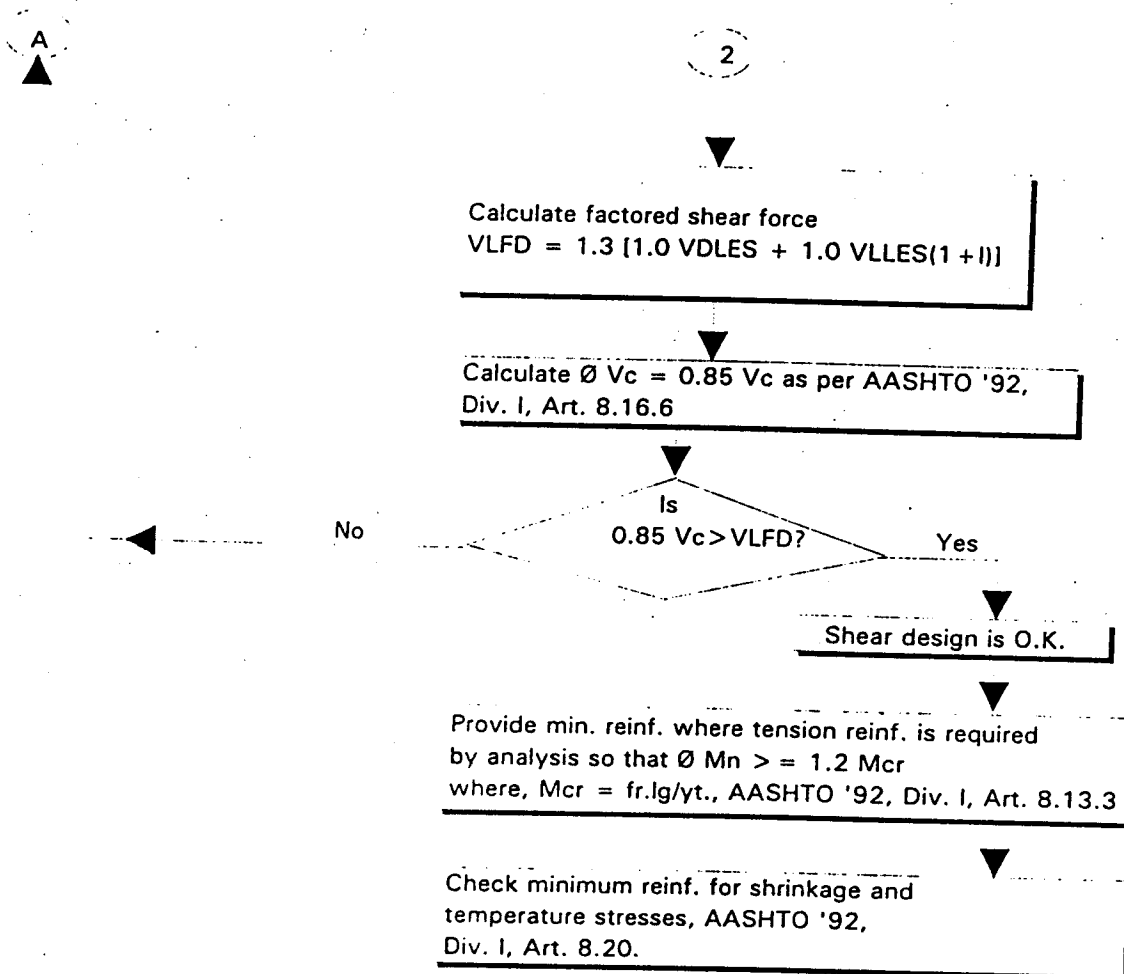 A
2
Calculate factored shear force
VLFD = 1.3 [1.0 VDLES + 1.0 VLLES(1 +I)]
Calculate Ø Vc = 0.85 Vc as per AASHTO '92,
Div. I, Art. 8.16.6
Is
0.85 Vc>VLFD?
No
Yes
Shear design is O.K.
Provide min. reinf. where tension reinf. is required
by analysis so that Ø Mn > = 1.2 Mcr
where, Mcr = fr.Ig/yt., AASHTO '92, Div. I, Art. 8.13.3
Check minimum reinf. for shrinkage and
temperature stresses, AASHTO '92,
Div. I, Art. 8.20.